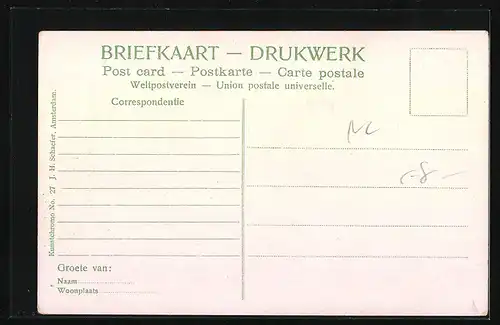 BRIEFKAART — DRUKWERK
Post card — Postkarte — Carte postale
Weltpostverein — Union postale universelle.
Correspondentie
Kunstchromo No. 27 J. H. Schaefer, Amsterdam.
Groete van:
Naam
Woonplaats